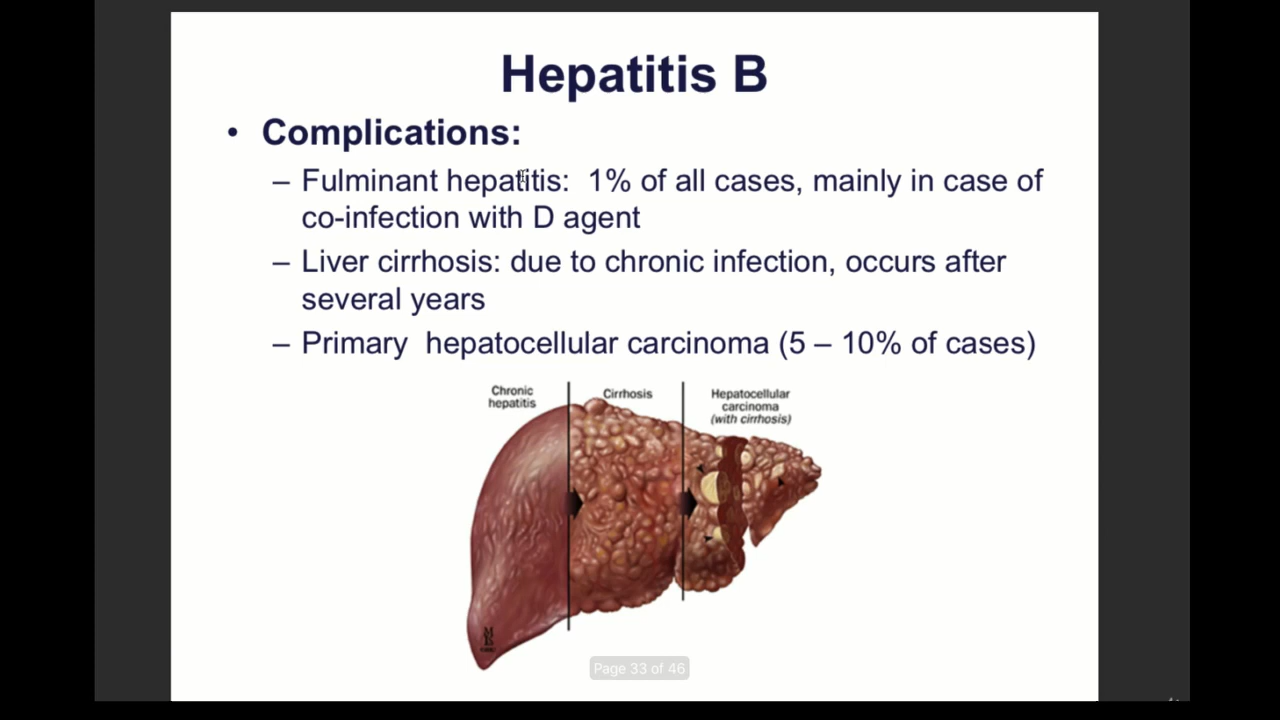 Hepatitis B
• Complications:
– Fulminant hepatitis:  1% of all cases, mainly in case of
co-infection with D agent
– Liver cirrhosis: due to chronic infection, occurs after
several years
– Primary  hepatocellular carcinoma (5 – 10% of cases)
Chronic
hepatitis
Cirrhosis
Hepatocellular
carcinoma
(with cirrhosis)
Page 33 of 46